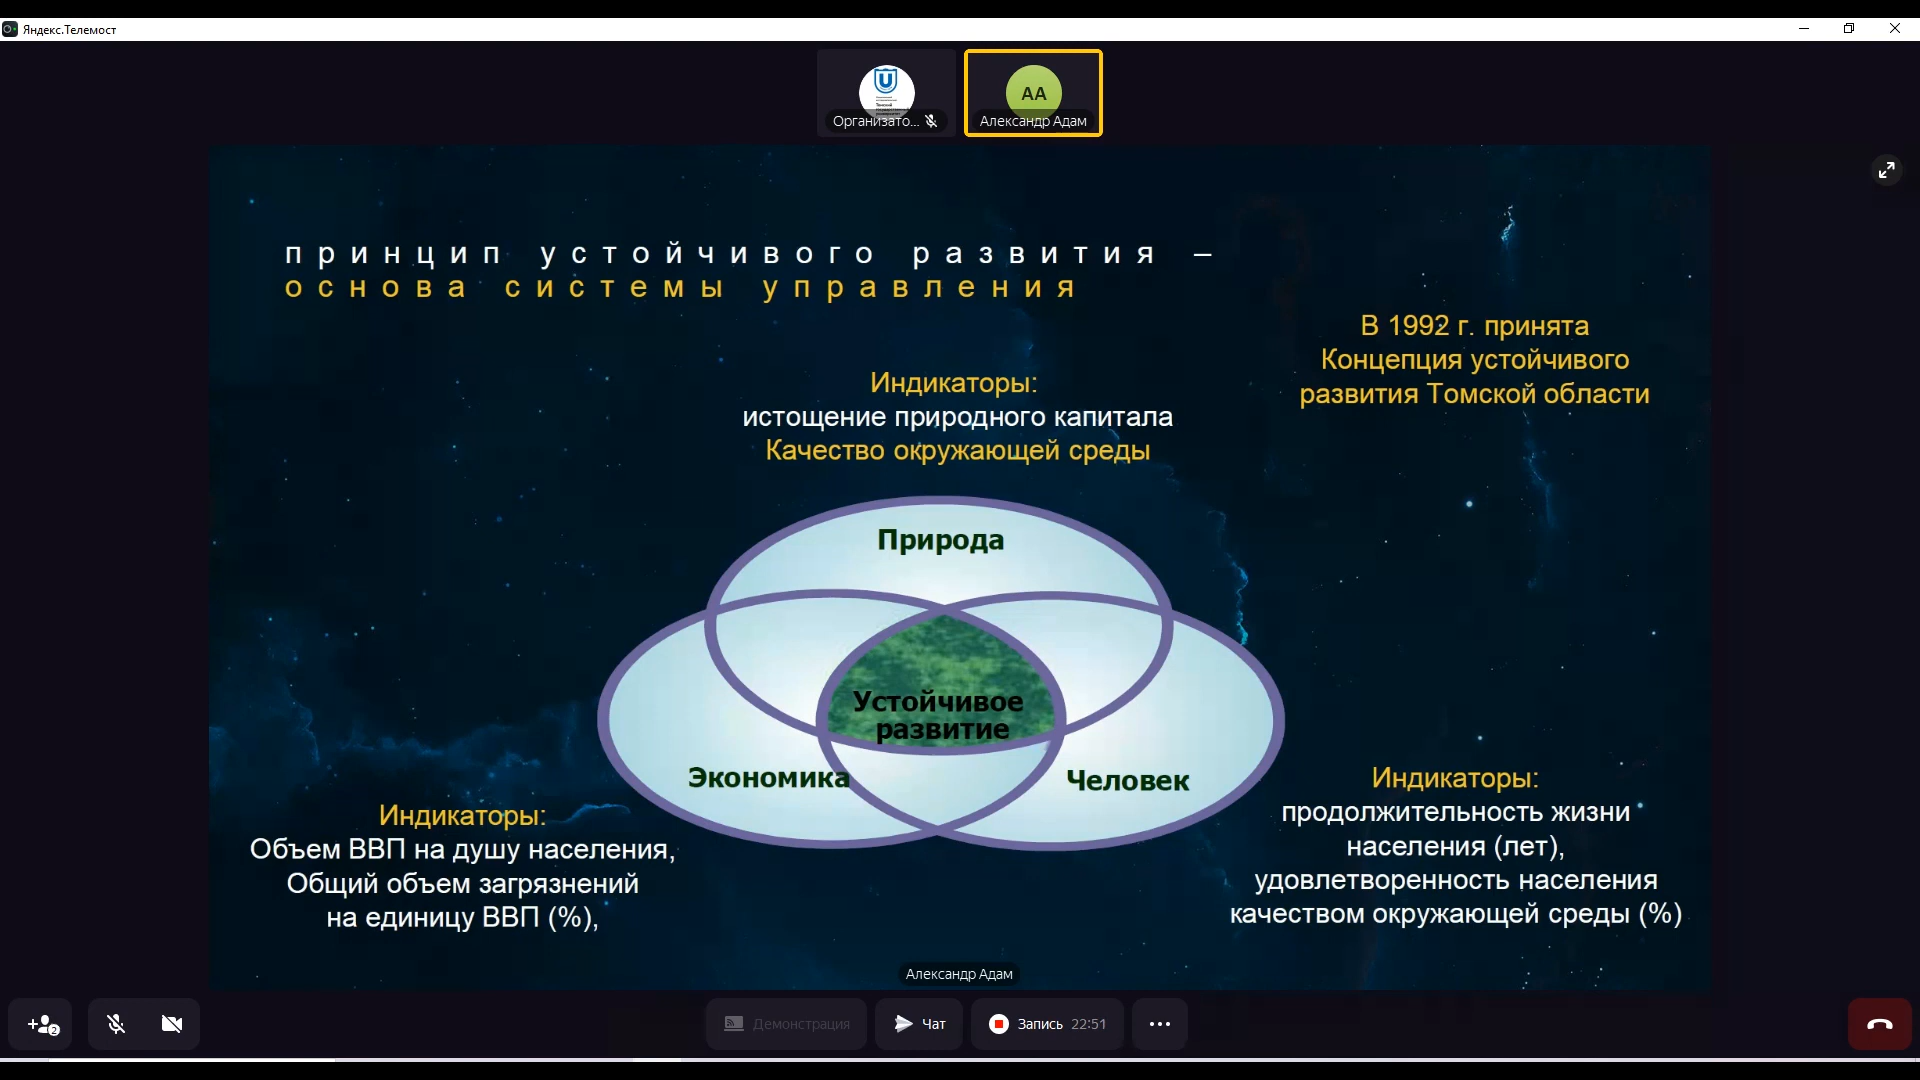 Яндекс.Телемост
Организато...
АА
Александр Адам
принцип устойчивого развития –
основа системы управления
В 1992 г. принята
Концепция устойчивого
развития Томской области
Индикаторы:
истощение природного капитала
Качество окружающей среды
Природа
Устойчивое
развитие
Экономика
Человек
Индикаторы:
Объем ВВП на душу населения,
Общий объем загрязнений
на единицу ВВП (%),
Индикаторы:
продолжительность жизни
населения (лет),
удовлетворенность населения
качеством окружающей среды (%)
Александр Адам
2
Демонстрация
Чат
Запись 22:51